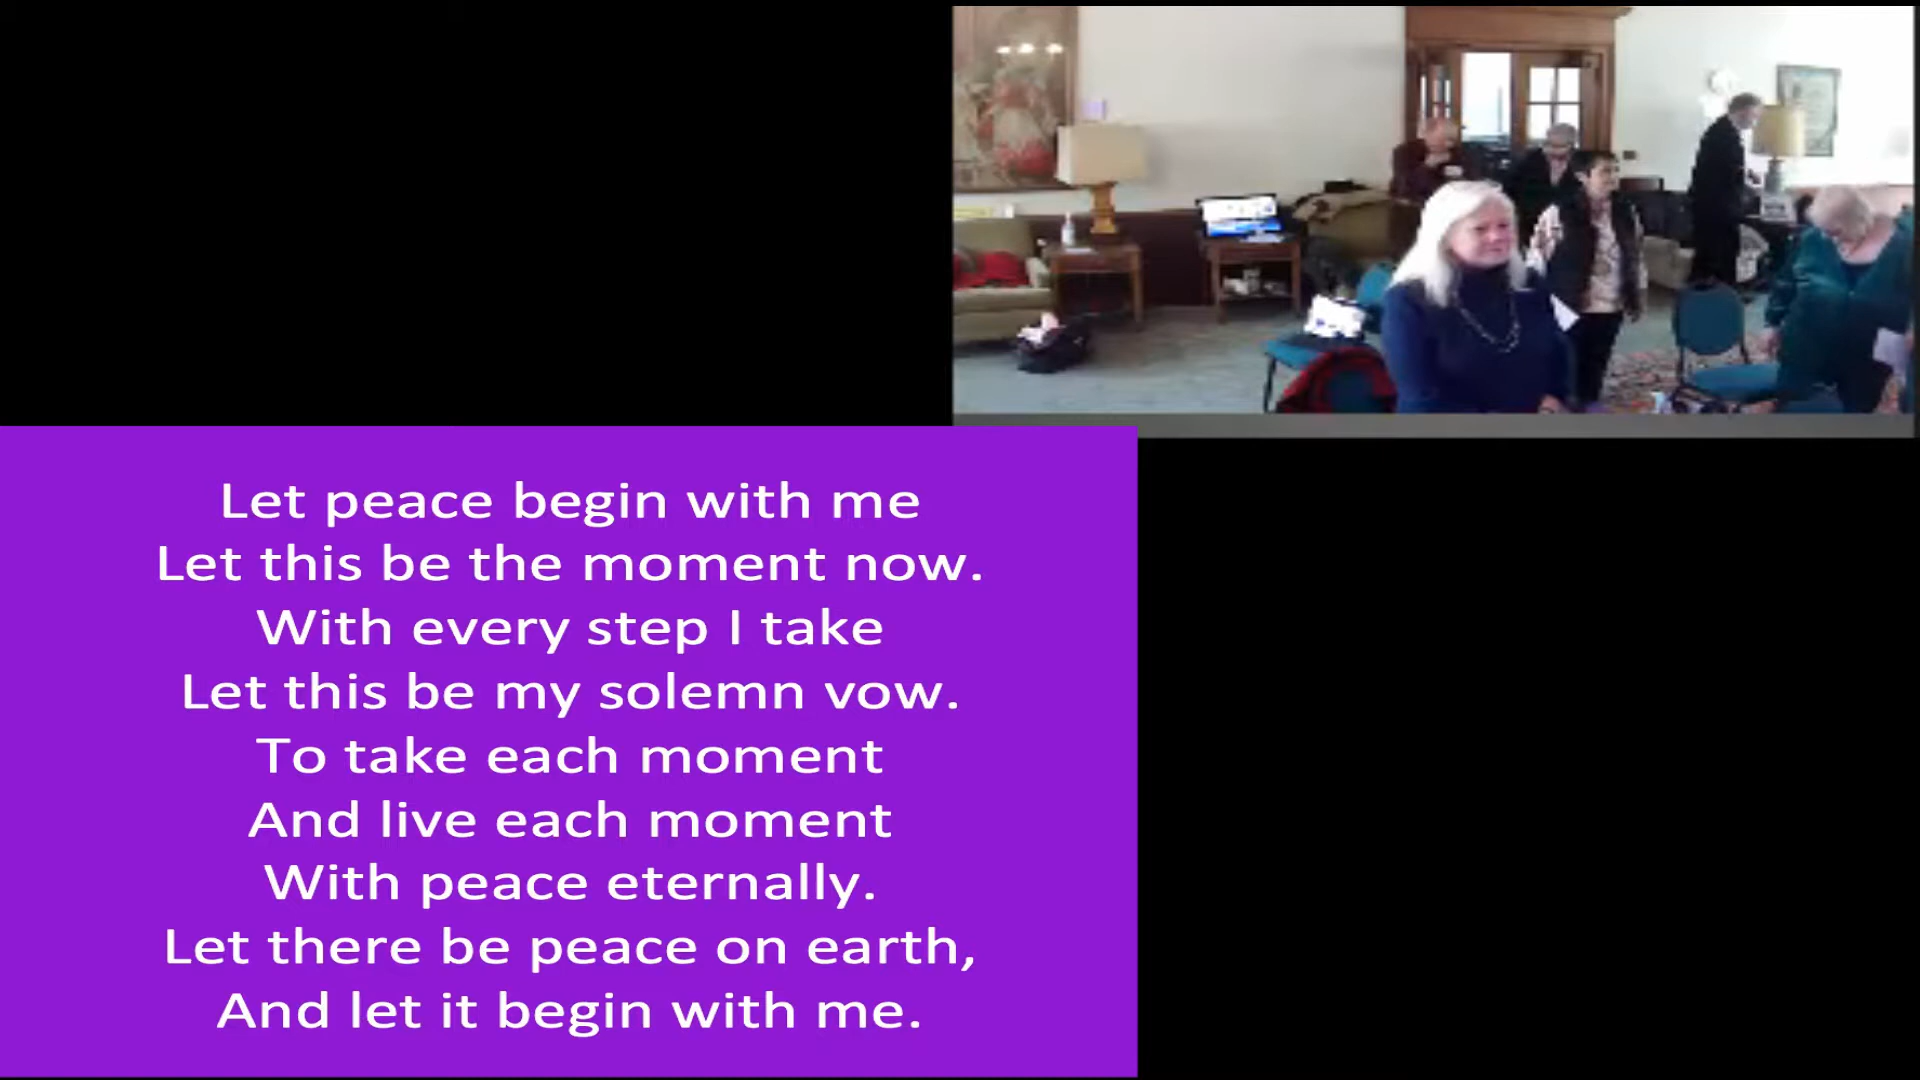 Let peace begin with me
Let this be the moment now.
With every step I take
Let this be my solemn vow.
To take each moment
And live each moment
With peace eternally.
Let there be peace on earth,
And let it begin with me.